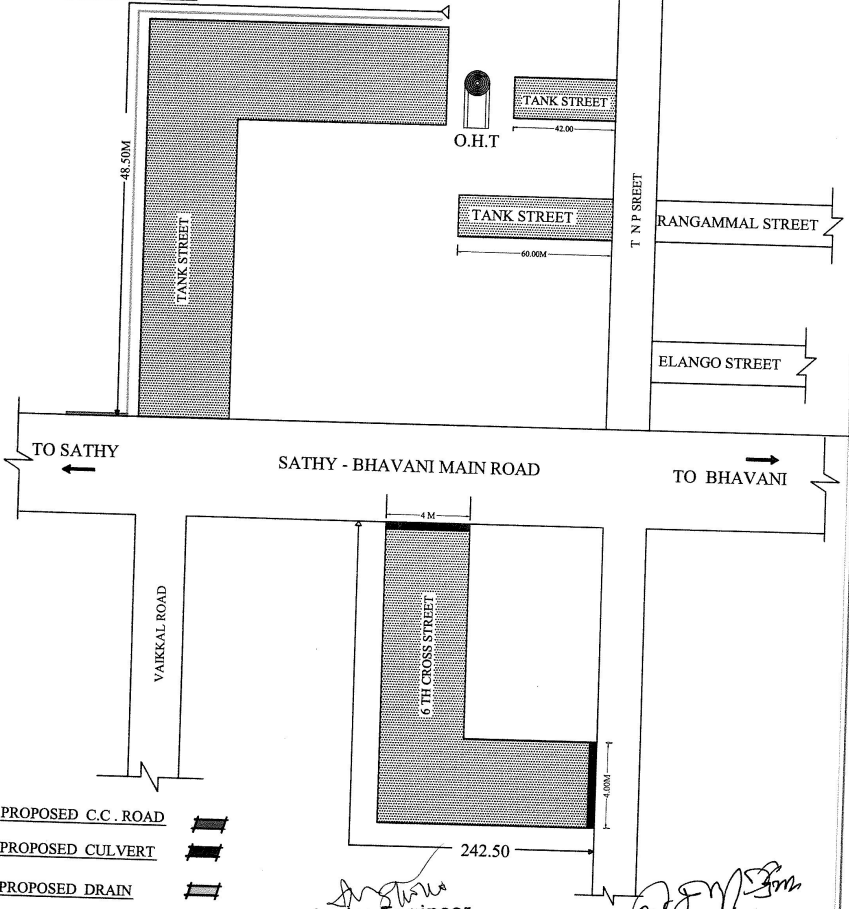 TANK STREET
42.00
O.H.T
48.50M
TANK STREET
TANK STREET
60.00M
T N P SREET
RANGAMMAL STREET
ELANGO STREET
TO SATHY
SATHY - BHAVANI MAIN ROAD
TO BHAVANI
4 M
VAIKKAL ROAD
6 TH CROSS STREET
4.00M
PROPOSED C.C . ROAD
242.50
PROPOSED CULVERT
PROPOSED DRAIN